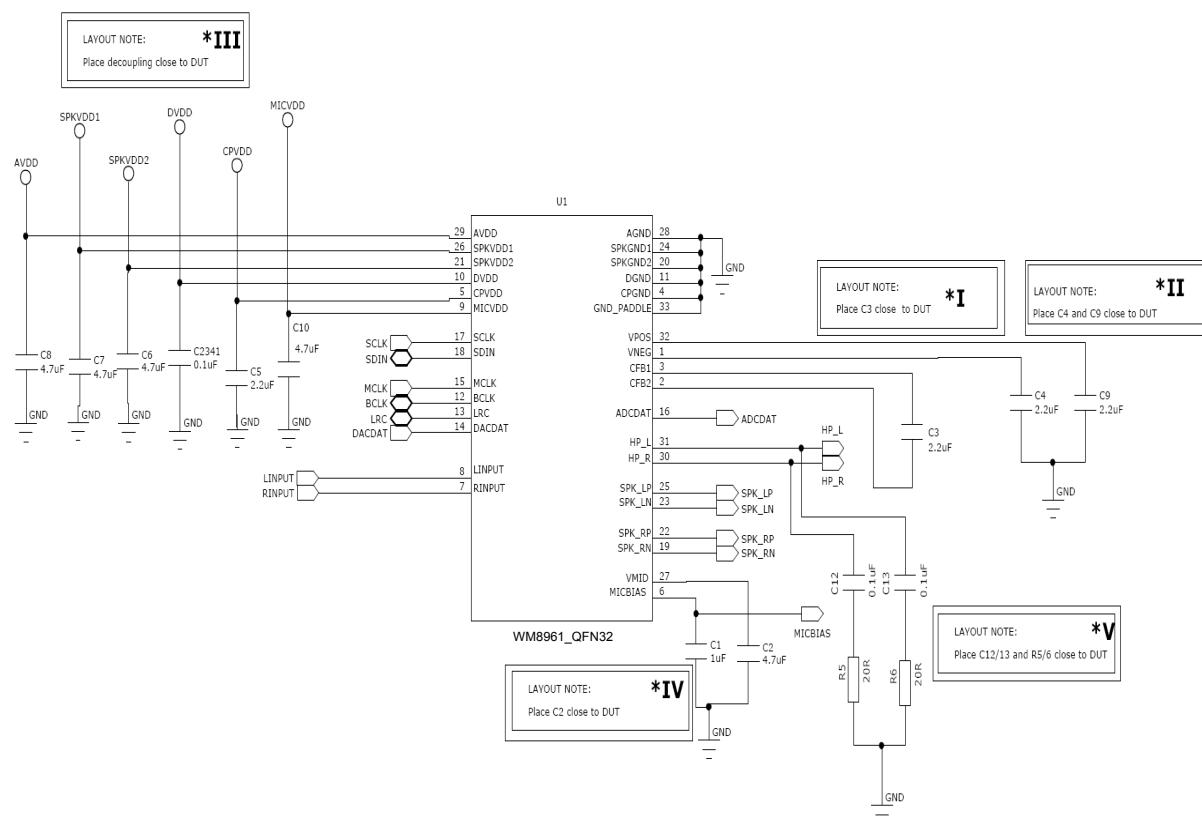 LAYOUT NOTE: *III
Place decoupling close to DUT
AVDD
SPKVDD1
SPKVDD2
DVDD
CPVDD
MICVDD
U1
29 AVDD
26 SPKVDD1
21 SPKVDD2
10 DVDD
5 CPVDD
9 MICVDD
SCLK 17 SCLK
SDIN 18 SDIN
MCLK 15 MCLK
BCLK 12 BCLK
LRC 13 LRC
DACDAT 14 DACDAT
LINPUT 8 LINPUT
RINPUT 7 RINPUT
AGND 28
SPKGND1 24
SPKGND2 20
DGND 11
CPGND 4
GND_PADDLE 33
GND
VPOS 32
VNEG 1
CFB1 3
CFB2 2
ADCDAT 16 ADCDAT
HP_L 31 HP_L
HP_R 30 HP_R
SPK_LP 25 SPK_LP
SPK_LN 23 SPK_LN
SPK_RP 22 SPK_RP
SPK_RN 19 SPK_RN
VMID 27
MICBIAS 6
MICBIAS
WM8961_QFN32
C8
4.7uF
GND
C7
4.7uF
GND
C6
4.7uF
GND
C2341
0.1uF
GND
C5
2.2uF
GND
C10
4.7uF
GND
LAYOUT NOTE: *I
Place C3 close to DUT
LAYOUT NOTE: *II
Place C4 and C9 close to DUT
C4
2.2uF
C9
2.2uF
GND
C3
2.2uF
C12
0.1uF
C13
0.1uF
R5
20R
R6
20R
GND
LAYOUT NOTE: *V
Place C12/13 and R5/6 close to DUT
C1
1uF
C2
4.7uF
GND
LAYOUT NOTE: *IV
Place C2 close to DUT